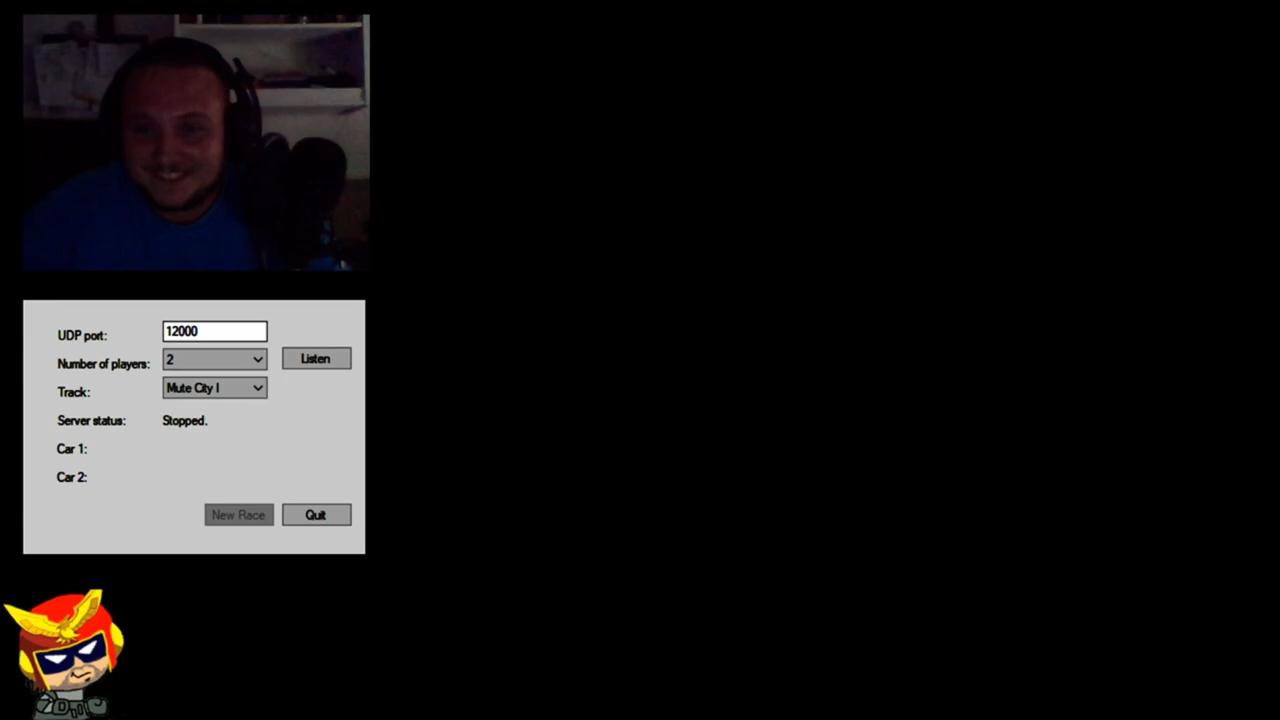 UDP port: 12000
Number of players: 2 Listen
Track: Mute City I
Server status: Stopped.
Car 1:
Car 2:
New Race Quit